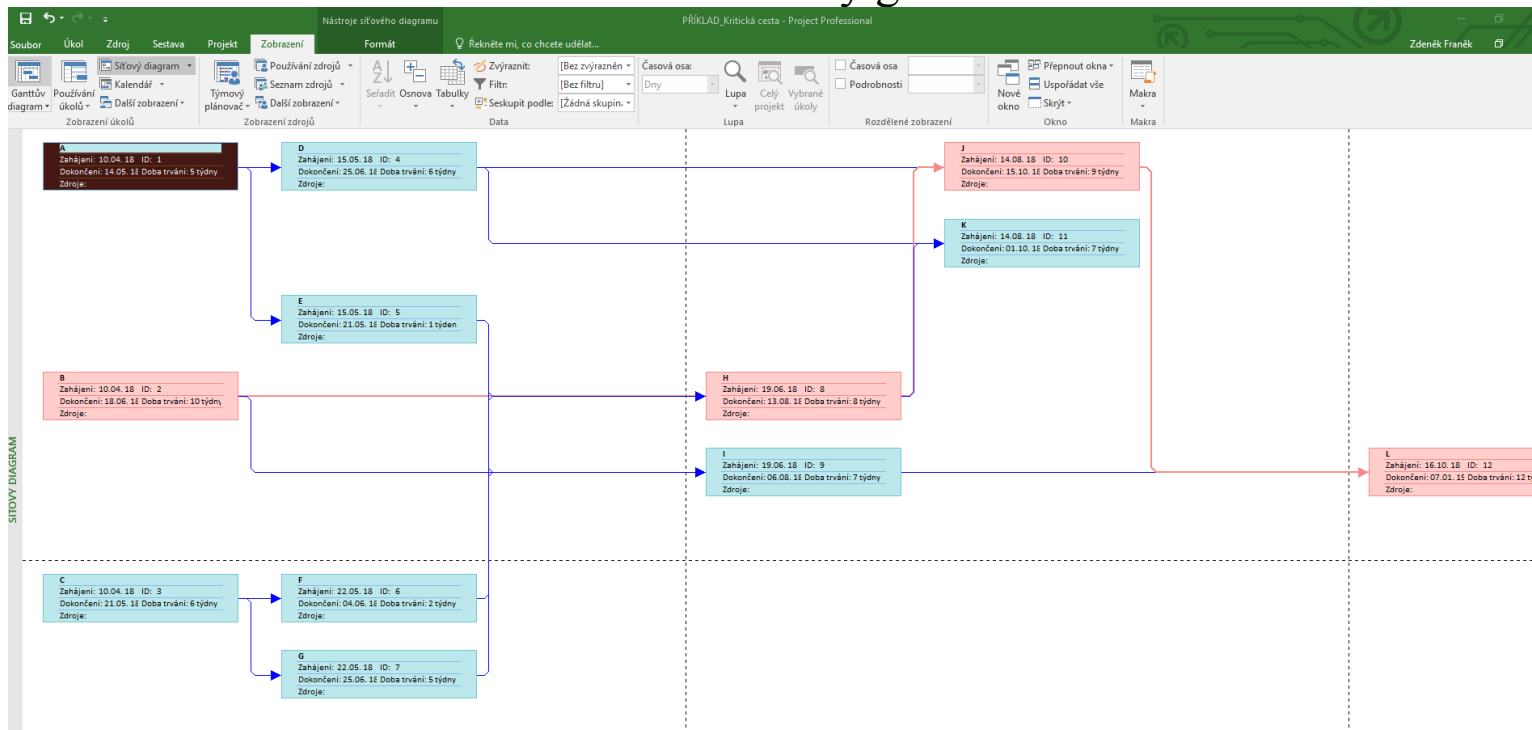 Nástroje síťového diagramu
PŘÍKLAD_Kritická cesta - Project Professional
Soubor Úkol Zdroj Sestava Projekt Zobrazení Formát Řekněte mi, co chcete udělat... Zdeněk Franěk
Ganttův diagram
Používání úkolů
Síťový diagram
Kalendář
Další zobrazení
Zobrazení úkolů
Týmový plánovač
Používání zdrojů
Seznam zdrojů
Další zobrazení
Zobrazení zdrojů
Seřadit Osnova Tabulky
Zvýraznit: [Bez zvýrazněn
Filtr: [Bez filtru]
Seskupit podle: [Žádná skupin.
Data
Časová osa:
Dny
Lupa
Celý projekt
Vybrané úkoly
Lupa
Časová osa
Podrobnosti
Rozdělené zobrazení
Nové okno
Přepnout okna
Uspořádat vše
Skrýt
Okno
Makra
Makra
SÍŤOVÝ DIAGRAM
A
Zahájení: 10.04. 18 ID: 1
Dokončení: 14.05. 18 Doba trvání: 5 týdny
Zdroje:
D
Zahájení: 15.05. 18 ID: 4
Dokončení: 25.06. 18 Doba trvání: 6 týdny
Zdroje:
J
Zahájení: 14.08. 18 ID: 10
Dokončení: 15.10. 18 Doba trvání: 9 týdny
Zdroje:
K
Zahájení: 14.08. 18 ID: 11
Dokončení: 01.10. 18 Doba trvání: 7 týdny
Zdroje:
E
Zahájení: 15.05. 18 ID: 5
Dokončení: 21.05. 18 Doba trvání: 1 týden
Zdroje:
B
Zahájení: 10.04. 18 ID: 2
Dokončení: 18.06. 18 Doba trvání: 10 týdny
Zdroje:
H
Zahájení: 19.06. 18 ID: 8
Dokončení: 13.08. 18 Doba trvání: 8 týdny
Zdroje:
I
Zahájení: 19.06. 18 ID: 9
Dokončení: 06.08. 18 Doba trvání: 7 týdny
Zdroje:
L
Zahájení: 16.10. 18 ID: 12
Dokončení: 07.01. 19 Doba trvání: 12 t
Zdroje:
C
Zahájení: 10.04. 18 ID: 3
Dokončení: 21.05. 18 Doba trvání: 6 týdny
Zdroje:
F
Zahájení: 22.05. 18 ID: 6
Dokončení: 04.06. 18 Doba trvání: 2 týdny
Zdroje:
G
Zahájení: 22.05. 18 ID: 7
Dokončení: 25.06. 18 Doba trvání: 5 týdny
Zdroje: